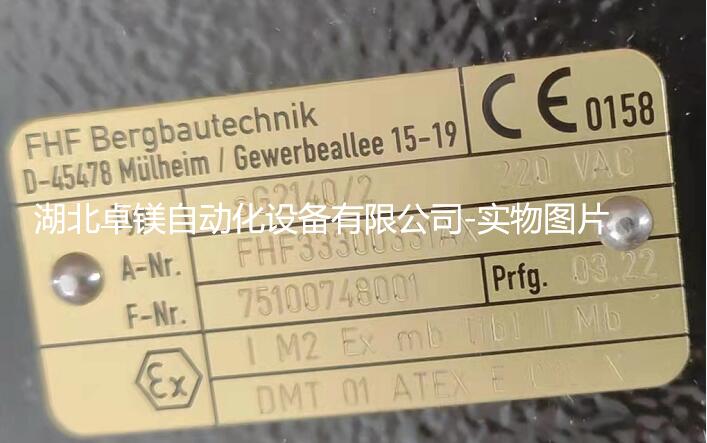 FHF Bergbautechnik
D-45478 Mülheim / Gewerbeallee 15-19
CE 0158
220 VAC
湖北卓镁自动化设备有限公司-实物图片
A-Nr.
F-Nr. 75100748001
Prfg. 03.22
Ex I M2 Ex mb I Mb
DMT 01 ATEX E X